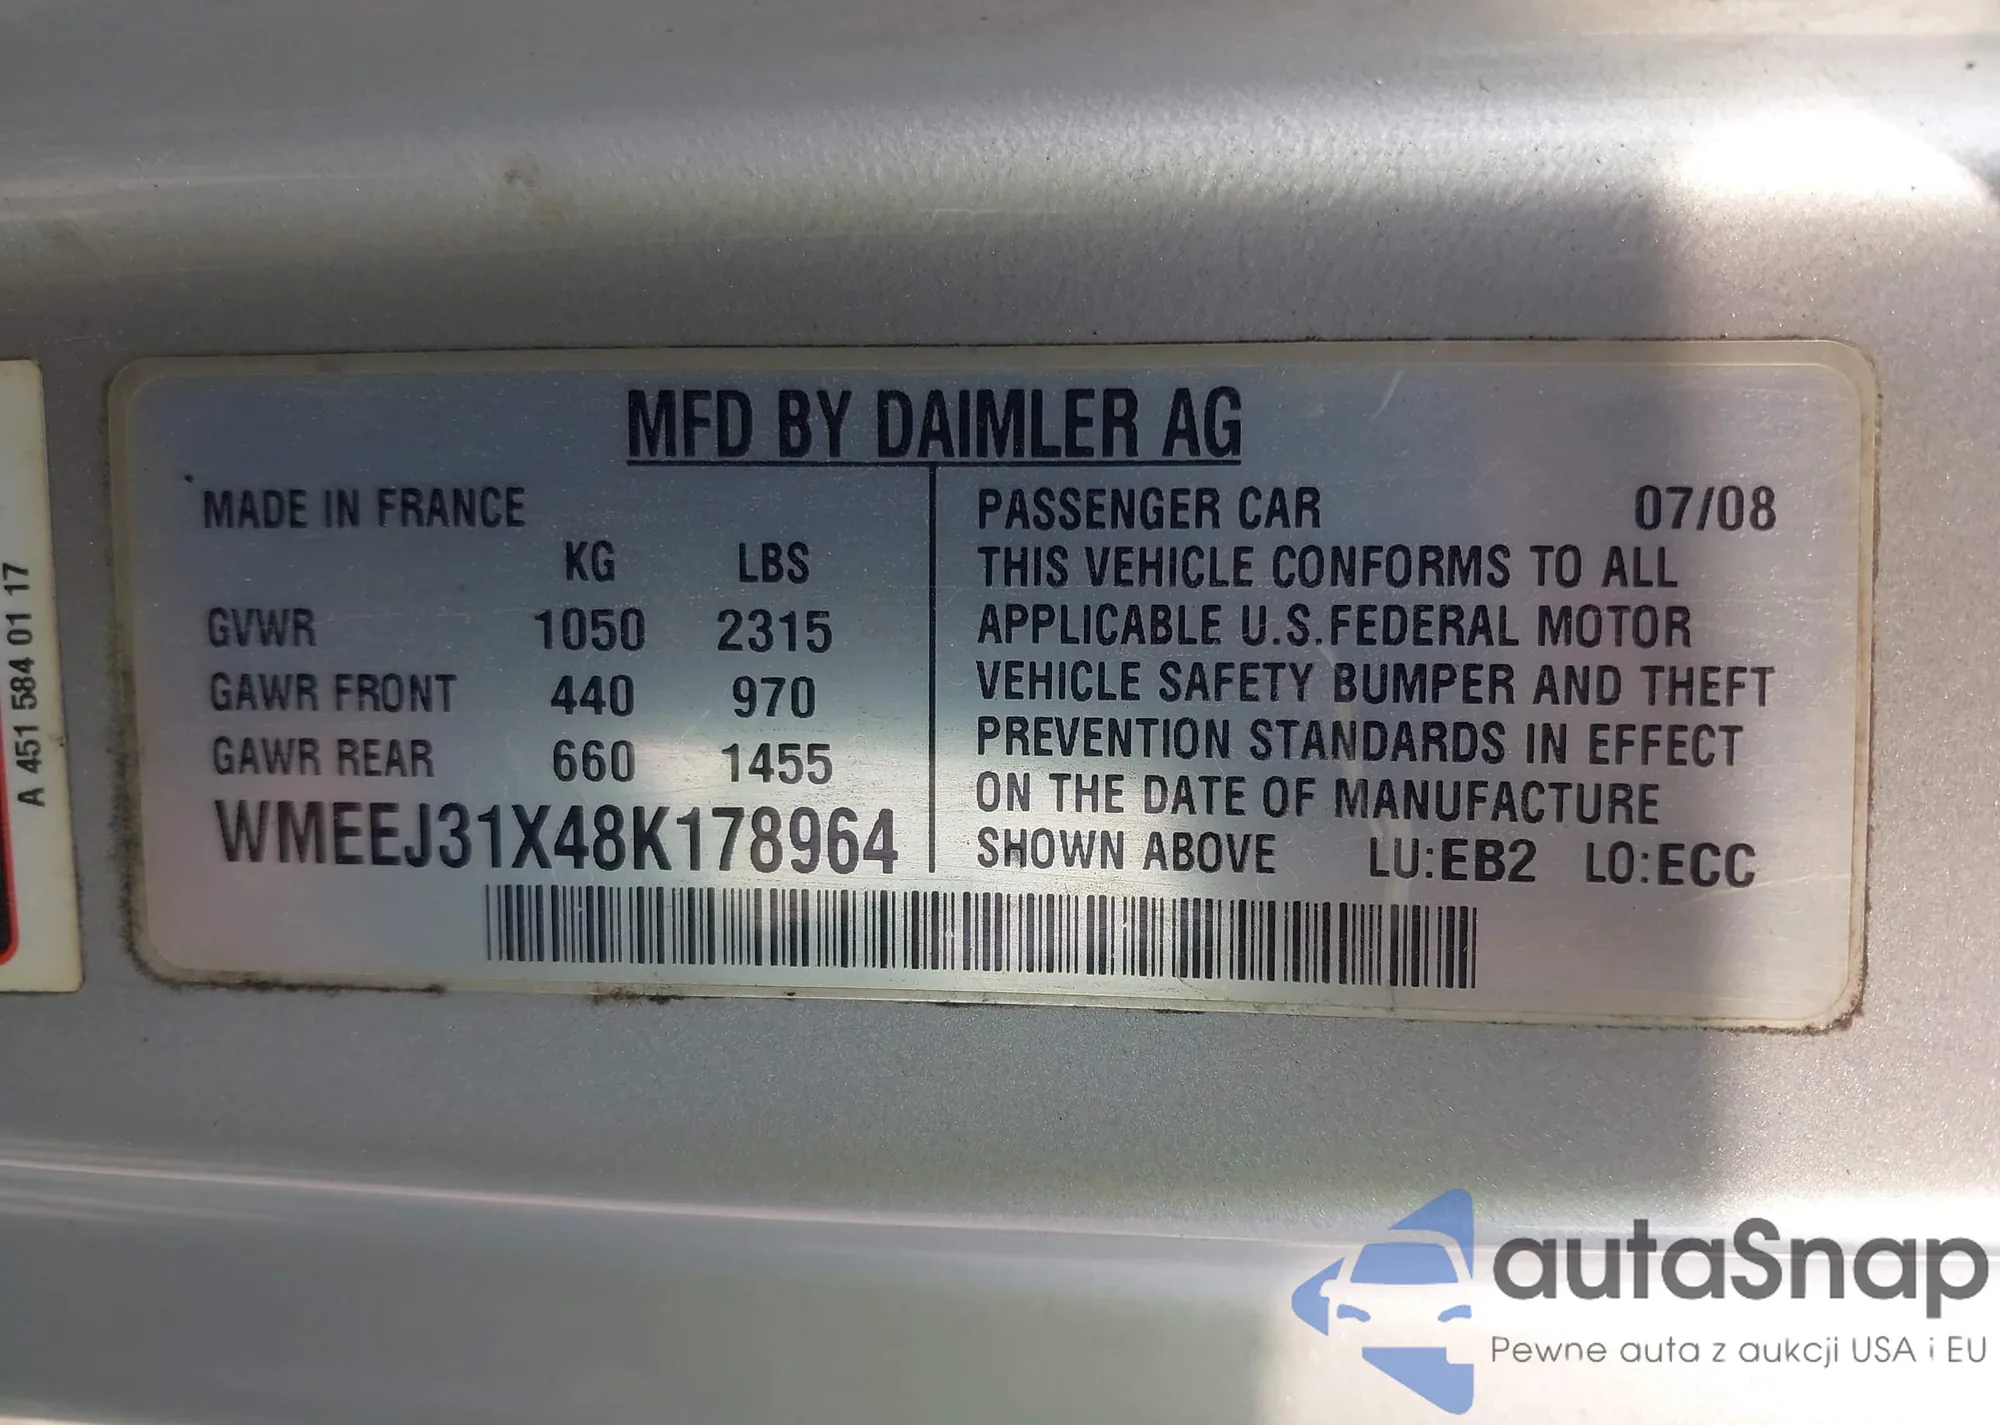 MFD BY DAIMLER AG
MADE IN FRANCE
KG LBS
GVWR 1050 2315
GAWR FRONT 440 970
GAWR REAR 660 1455
WMEEJ31X48K178964
PASSENGER CAR 07/08
THIS VEHICLE CONFORMS TO ALL
APPLICABLE U.S.FEDERAL MOTOR
VEHICLE SAFETY BUMPER AND THEFT
PREVENTION STANDARDS IN EFFECT
ON THE DATE OF MANUFACTURE
SHOWN ABOVE LU:EB2 LO:ECC
A 451 584 01 17
autaSnap
Pewne auta z aukcji USA i EU